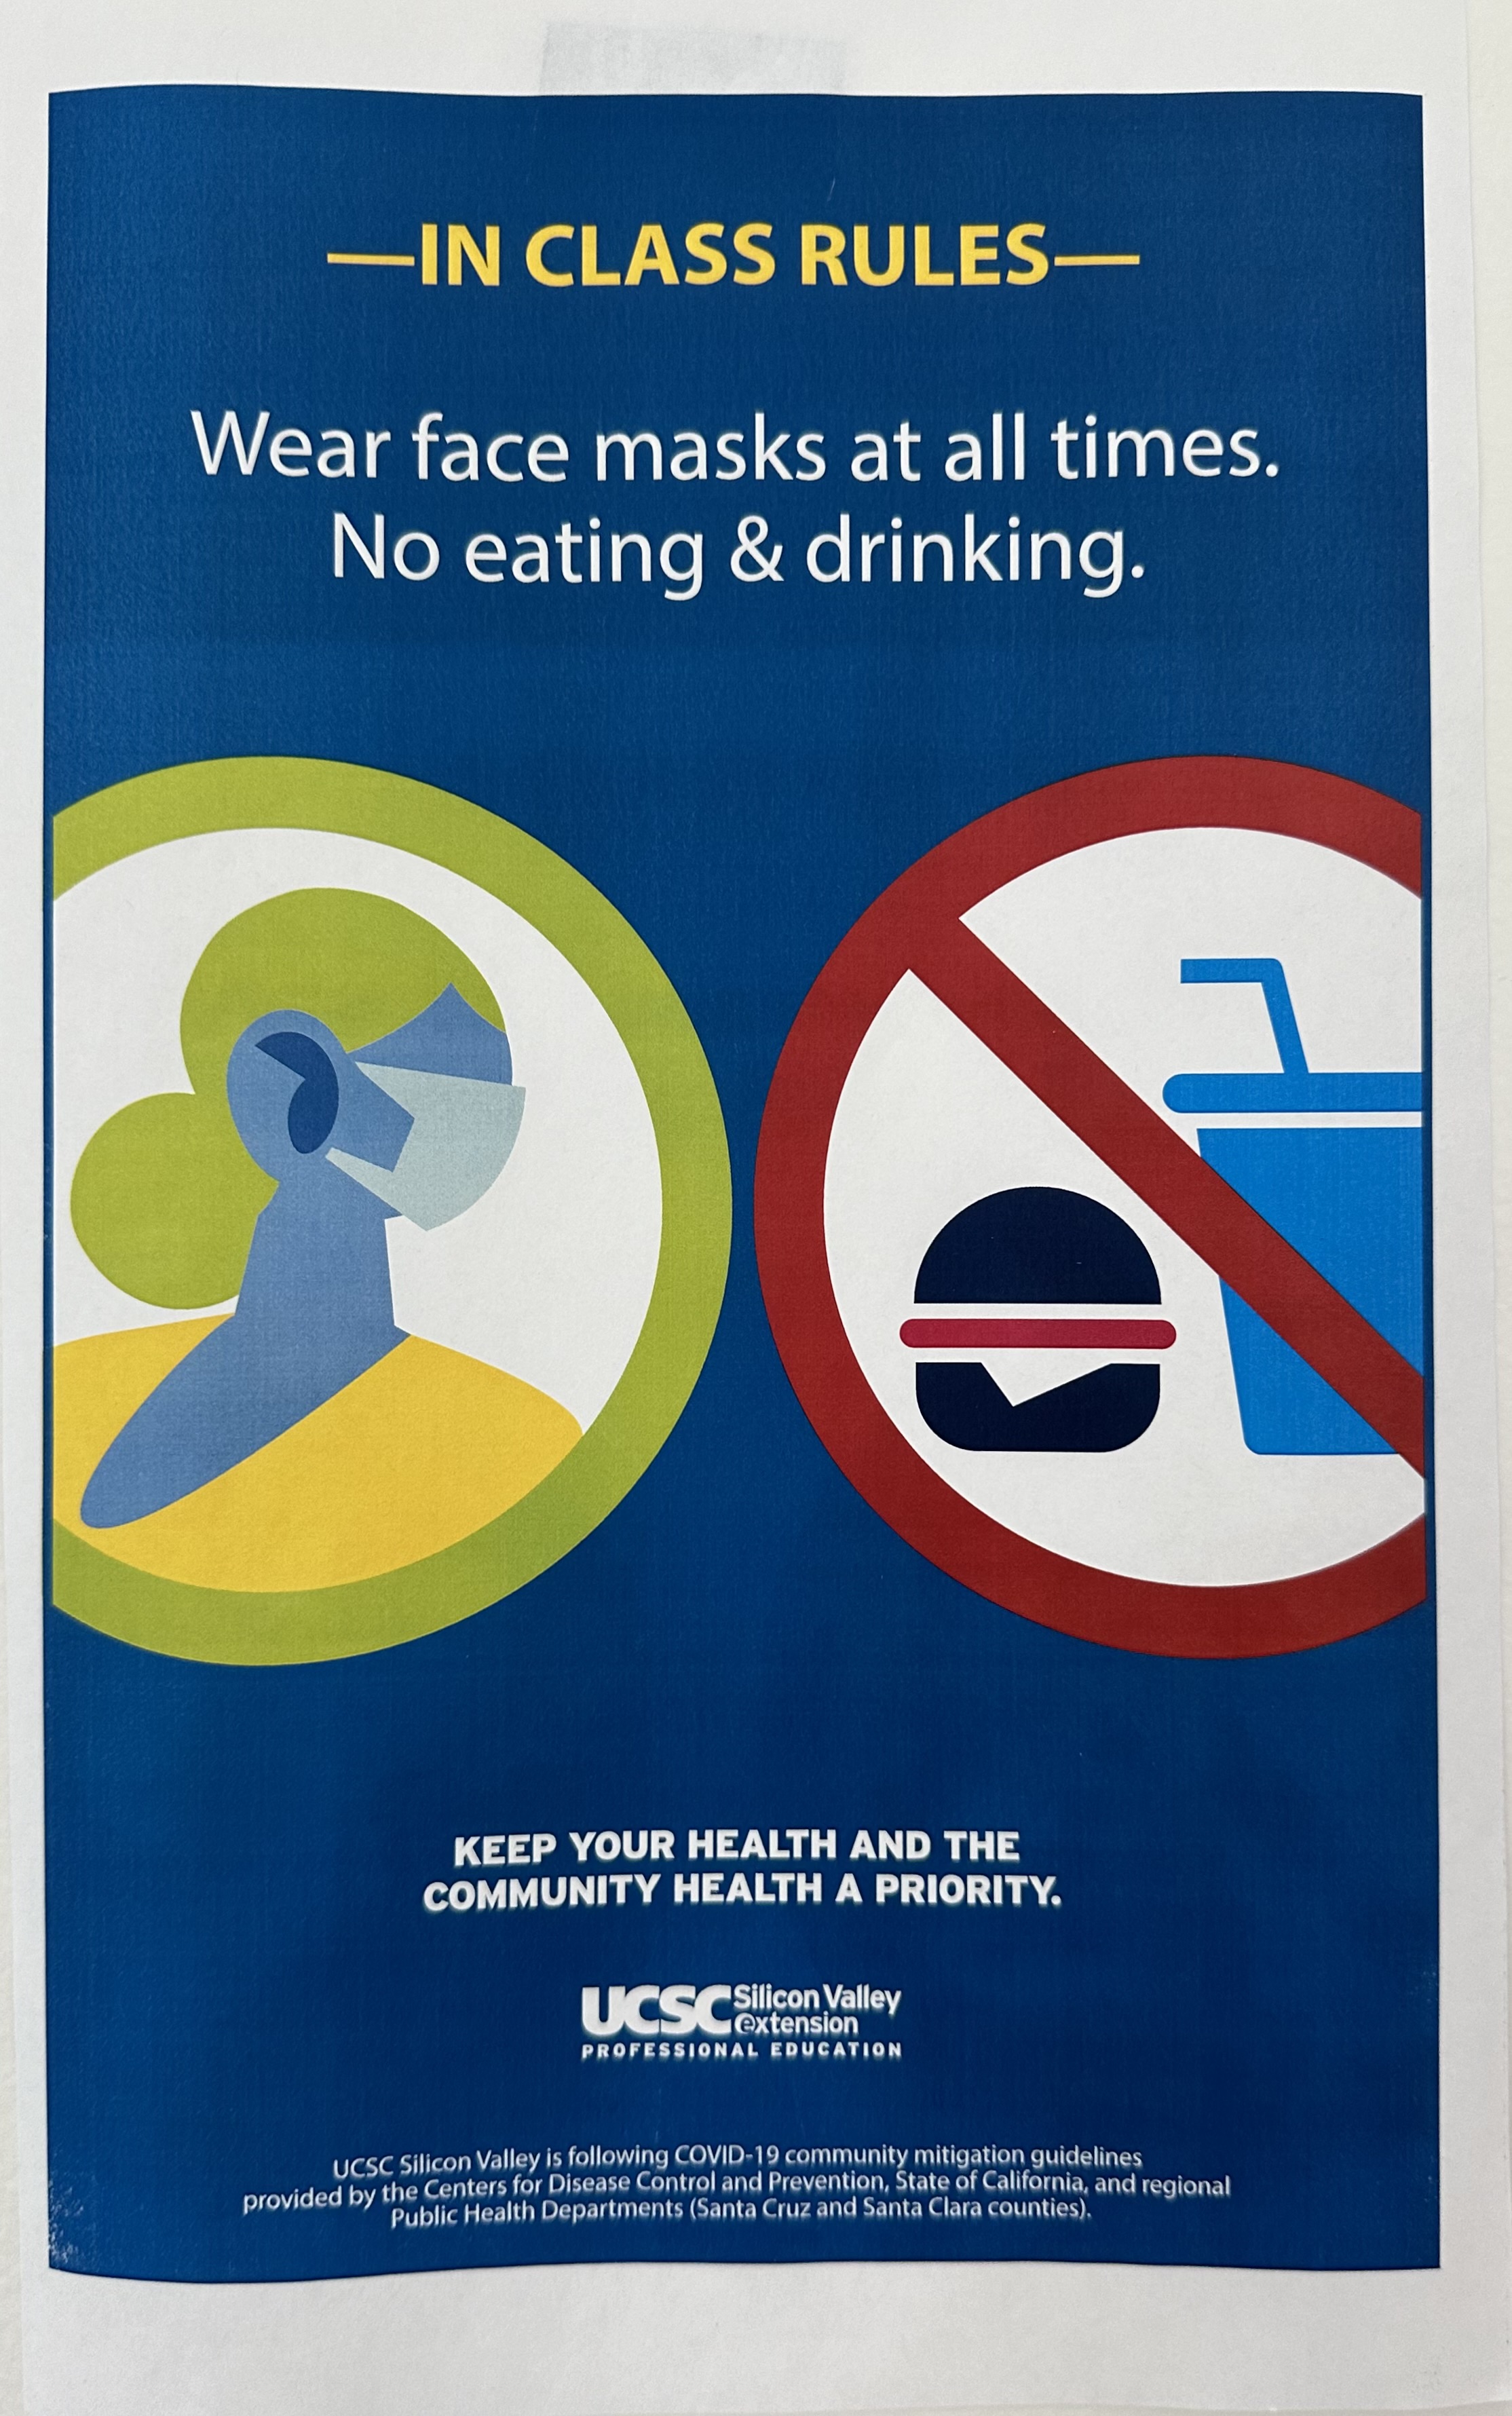 —IN CLASS RULES—
Wear face masks at all times.
No eating & drinking.
KEEP YOUR HEALTH AND THE
COMMUNITY HEALTH A PRIORITY.
UCSC Silicon Valley
extension
PROFESSIONAL EDUCATION
UCSC Silicon Valley is following COVID-19 community mitigation guidelines
provided by the Centers for Disease Control and Prevention, State of California, and regional
Public Health Departments (Santa Cruz and Santa Clara counties).